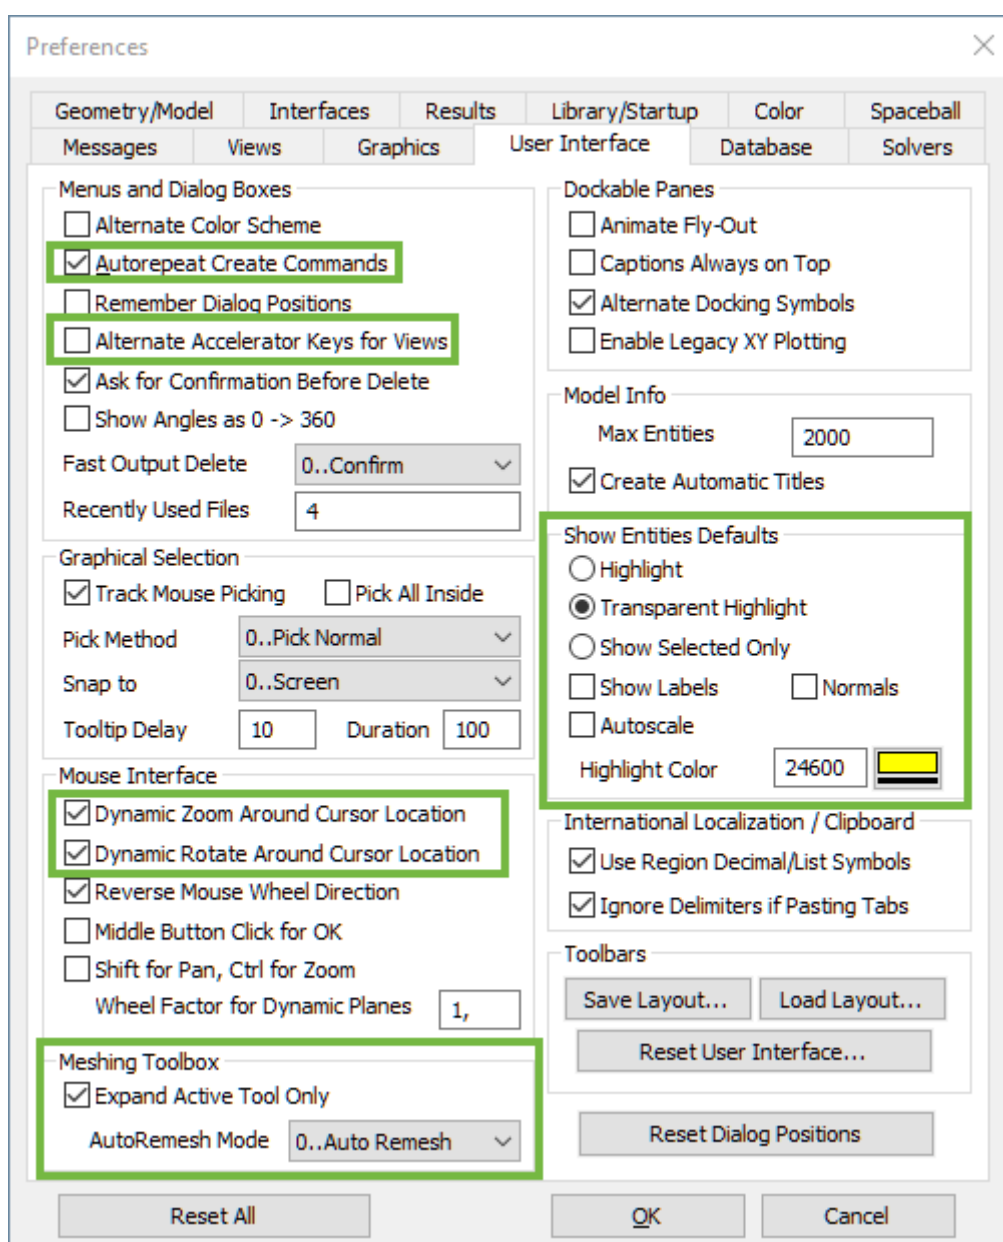 Preferences
Geometry/Model Interfaces Results Library/Startup Color Spaceball
Messages Views Graphics User Interface Database Solvers
Menus and Dialog Boxes
Alternate Color Scheme
Autorepeat Create Commands
Remember Dialog Positions
Alternate Accelerator Keys for Views
Ask for Confirmation Before Delete
Show Angles as 0 -> 360
Fast Output Delete 0..Confirm
Recently Used Files 4
Graphical Selection
Track Mouse Picking Pick All Inside
Pick Method 0..Pick Normal
Snap to 0..Screen
Tooltip Delay 10 Duration 100
Mouse Interface
Dynamic Zoom Around Cursor Location
Dynamic Rotate Around Cursor Location
Reverse Mouse Wheel Direction
Middle Button Click for OK
Shift for Pan, Ctrl for Zoom
Wheel Factor for Dynamic Planes 1,
Meshing Toolbox
Expand Active Tool Only
AutoRemesh Mode 0..Auto Remesh
Dockable Panes
Animate Fly-Out
Captions Always on Top
Alternate Docking Symbols
Enable Legacy XY Plotting
Model Info
Max Entities 2000
Create Automatic Titles
Show Entities Defaults
Highlight
Transparent Highlight
Show Selected Only
Show Labels Normals
Autoscale
Highlight Color 24600
International Localization / Clipboard
Use Region Decimal/List Symbols
Ignore Delimiters if Pasting Tabs
Toolbars
Save Layout... Load Layout...
Reset User Interface...
Reset Dialog Positions
Reset All OK Cancel